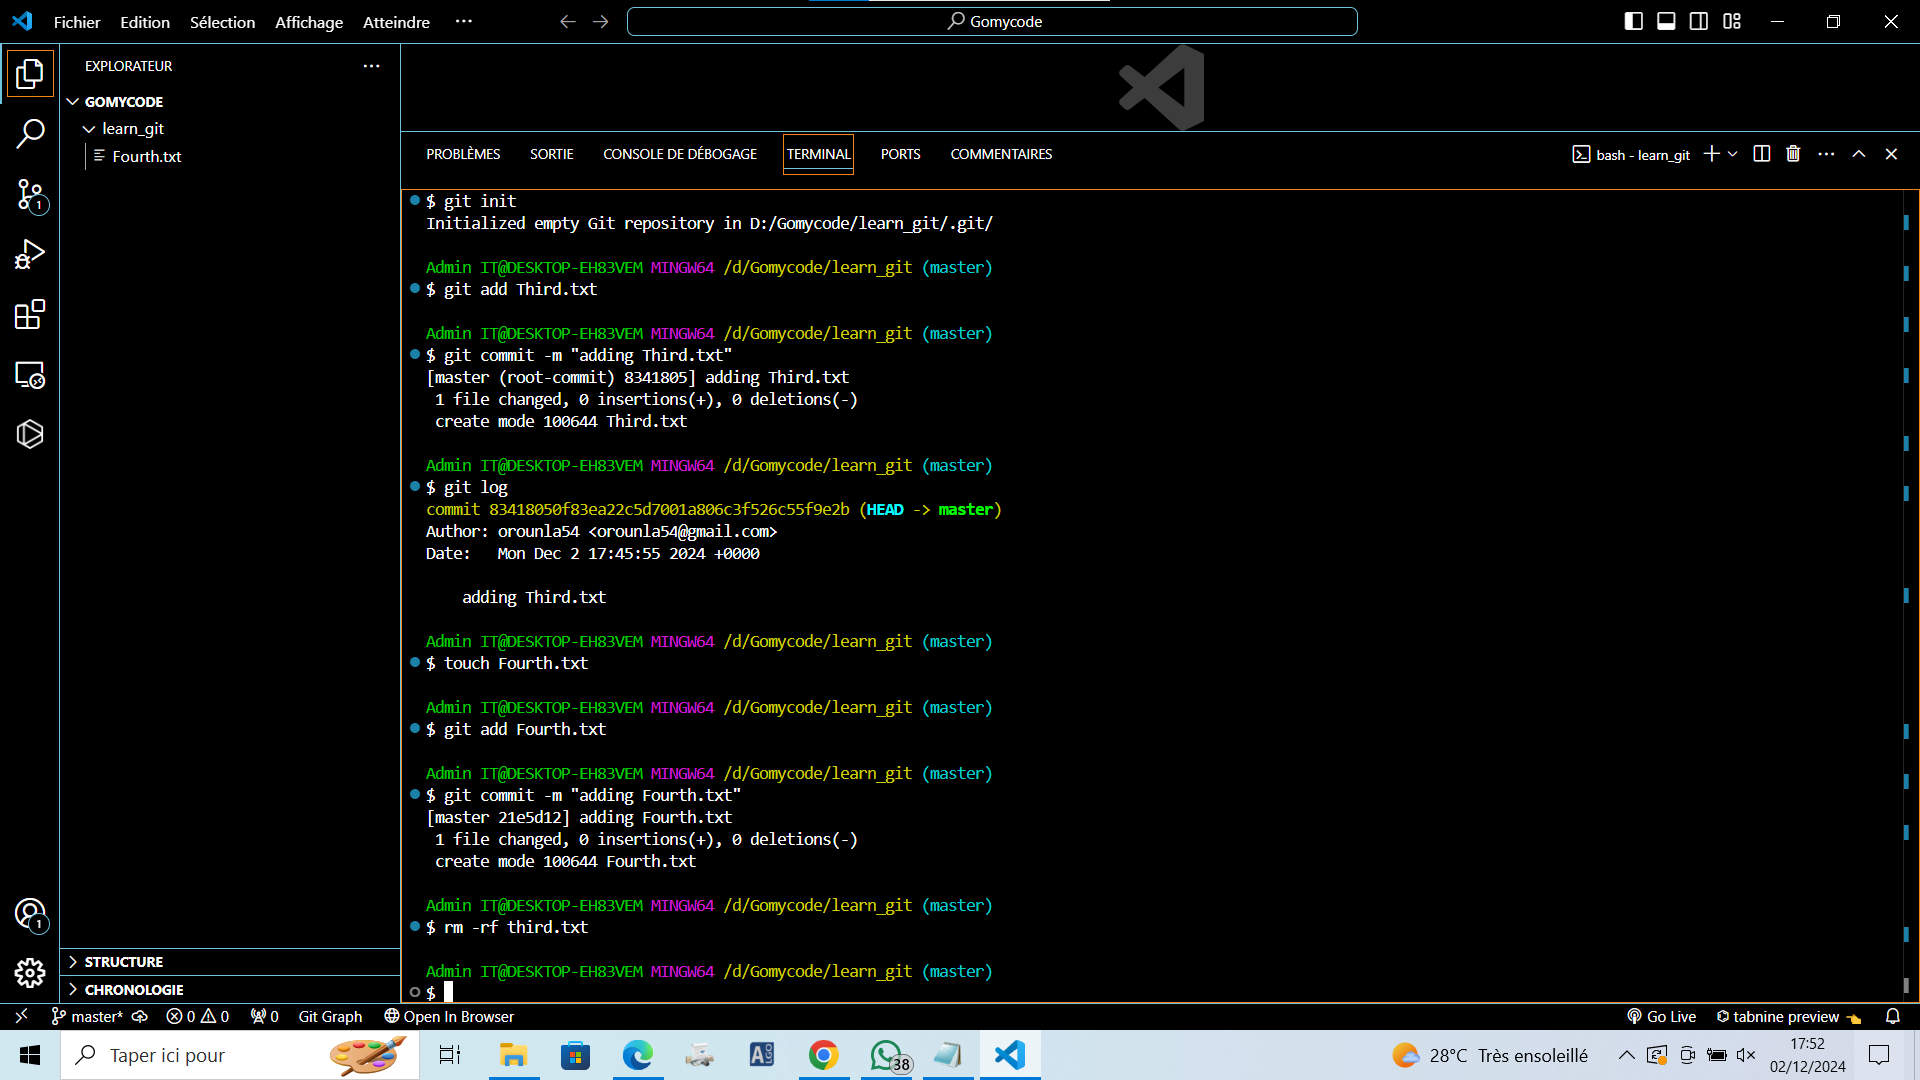 Fichier Edition Sélection Affichage Atteindre ··· Gomycode
EXPLORATEUR
GOMYCODE
learn_git
Fourth.txt
1
1
STRUCTURE
CHRONOLOGIE
PROBLÈMES SORTIE CONSOLE DE DÉBOGAGE TERMINAL PORTS COMMENTAIRES bash - learn_git
$ git init
Initialized empty Git repository in D:/Gomycode/learn_git/.git/
Admin IT@DESKTOP-EH83VEM MINGW64 /d/Gomycode/learn_git (master)
$ git add Third.txt
Admin IT@DESKTOP-EH83VEM MINGW64 /d/Gomycode/learn_git (master)
$ git commit -m "adding Third.txt"
[master (root-commit) 8341805] adding Third.txt
1 file changed, 0 insertions(+), 0 deletions(-)
create mode 100644 Third.txt
Admin IT@DESKTOP-EH83VEM MINGW64 /d/Gomycode/learn_git (master)
$ git log
commit 83418050f83ea22c5d7001a806c3f526c55f9e2b (HEAD -> master)
Author: orounla54 <orounla54@gmail.com>
Date: Mon Dec 2 17:45:55 2024 +0000
adding Third.txt
Admin IT@DESKTOP-EH83VEM MINGW64 /d/Gomycode/learn_git (master)
$ touch Fourth.txt
Admin IT@DESKTOP-EH83VEM MINGW64 /d/Gomycode/learn_git (master)
$ git add Fourth.txt
Admin IT@DESKTOP-EH83VEM MINGW64 /d/Gomycode/learn_git (master)
$ git commit -m "adding Fourth.txt"
[master 21e5d12] adding Fourth.txt
1 file changed, 0 insertions(+), 0 deletions(-)
create mode 100644 Fourth.txt
Admin IT@DESKTOP-EH83VEM MINGW64 /d/Gomycode/learn_git (master)
$ rm -rf third.txt
Admin IT@DESKTOP-EH83VEM MINGW64 /d/Gomycode/learn_git (master)
$
master* 0 0 0 Git Graph Open In Browser Go Live tabnine preview
Taper ici pour 38 28°C Très ensoleillé 17:52
02/12/2024